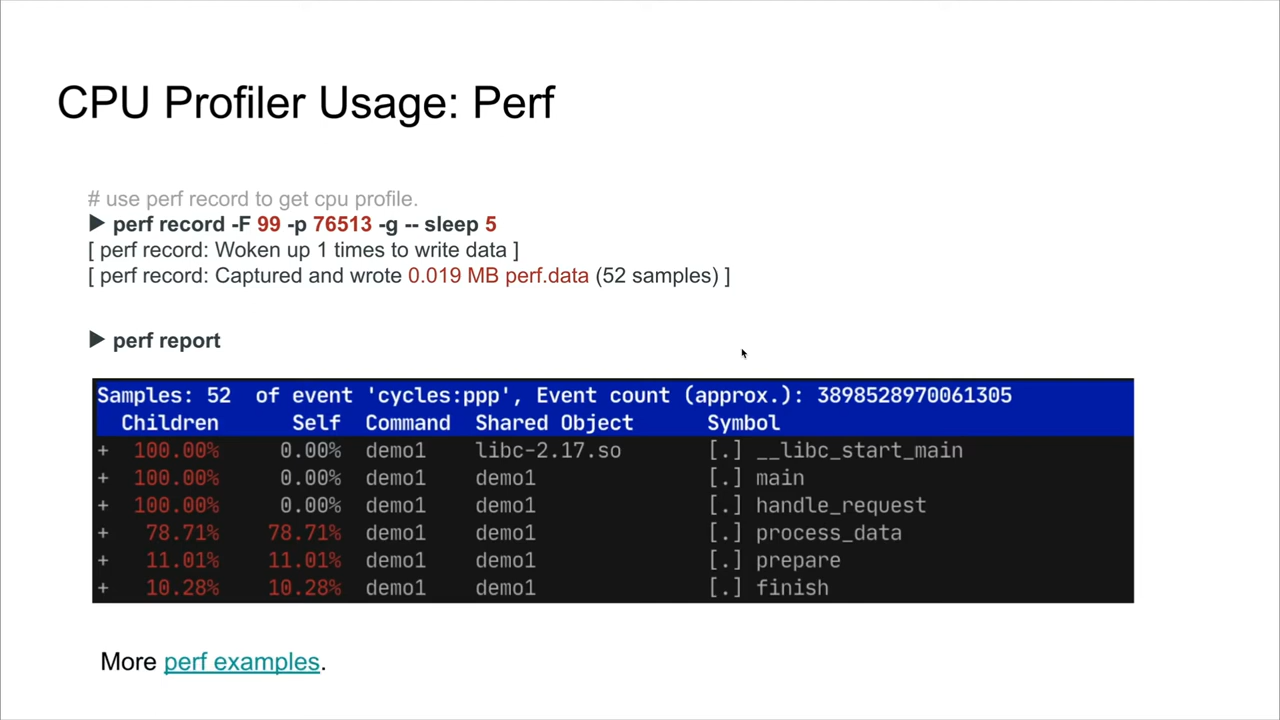 CPU Profiler Usage: Perf
# use perf record to get cpu profile.
▶ perf record -F 99 -p 76513 -g -- sleep 5
[ perf record: Woken up 1 times to write data ]
[ perf record: Captured and wrote 0.019 MB perf.data (52 samples) ]
▶ perf report
Samples: 52 of event 'cycles:ppp', Event count (approx.): 3898528970061305
Children Self Command Shared Object Symbol
+ 100.00% 0.00% demo1 libc-2.17.so [.] __libc_start_main
+ 100.00% 0.00% demo1 demo1 [.] main
+ 100.00% 0.00% demo1 demo1 [.] handle_request
+ 78.71% 78.71% demo1 demo1 [.] process_data
+ 11.01% 11.01% demo1 demo1 [.] prepare
+ 10.28% 10.28% demo1 demo1 [.] finish
More perf examples.